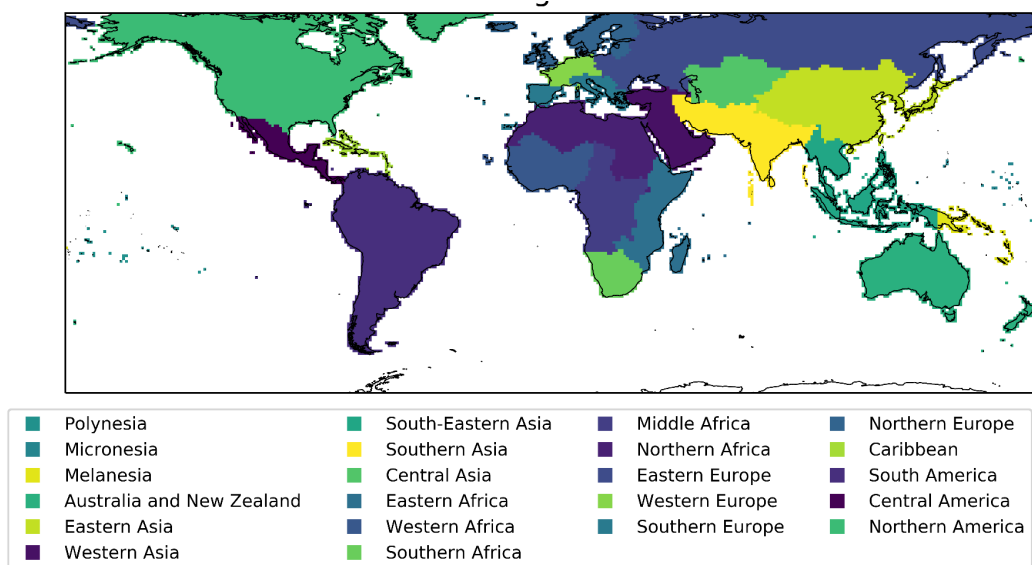 Polynesia
Micronesia
Melanesia
Australia and New Zealand
Eastern Asia
Western Asia
South-Eastern Asia
Southern Asia
Central Asia
Eastern Africa
Western Africa
Southern Africa
Middle Africa
Northern Africa
Eastern Europe
Western Europe
Southern Europe
Northern Europe
Caribbean
South America
Central America
Northern America